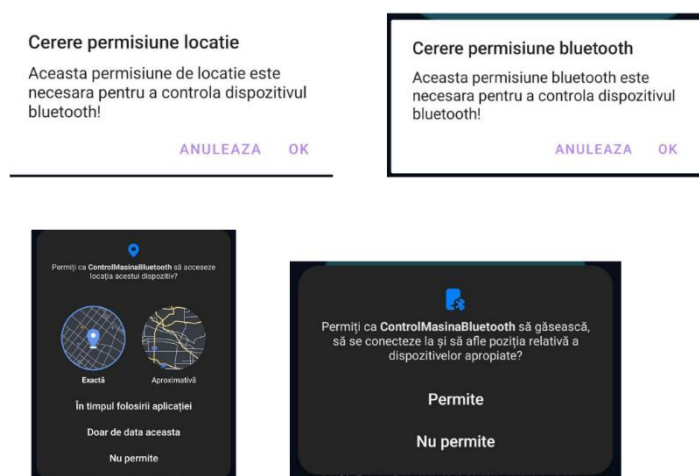 Cerere permisiune locatie
Aceasta permisiune de locatie este
necesara pentru a controla dispozitivul
bluetooth!
ANULEAZA OK
Cerere permisiune bluetooth
Aceasta permisiune bluetooth este
necesara pentru a controla dispozitivul
bluetooth!
ANULEAZA OK
Permiți ca ControlMasinaBluetooth să acceseze
locația acestui dispozitiv?
Exactă Aproximativă
În timpul folosirii aplicației
Doar de data aceasta
Nu permite
Permiți ca ControlMasinaBluetooth să găsească,
să se conecteze la și să afle poziția relativă a
dispozitivelor apropiate?
Permite
Nu permite